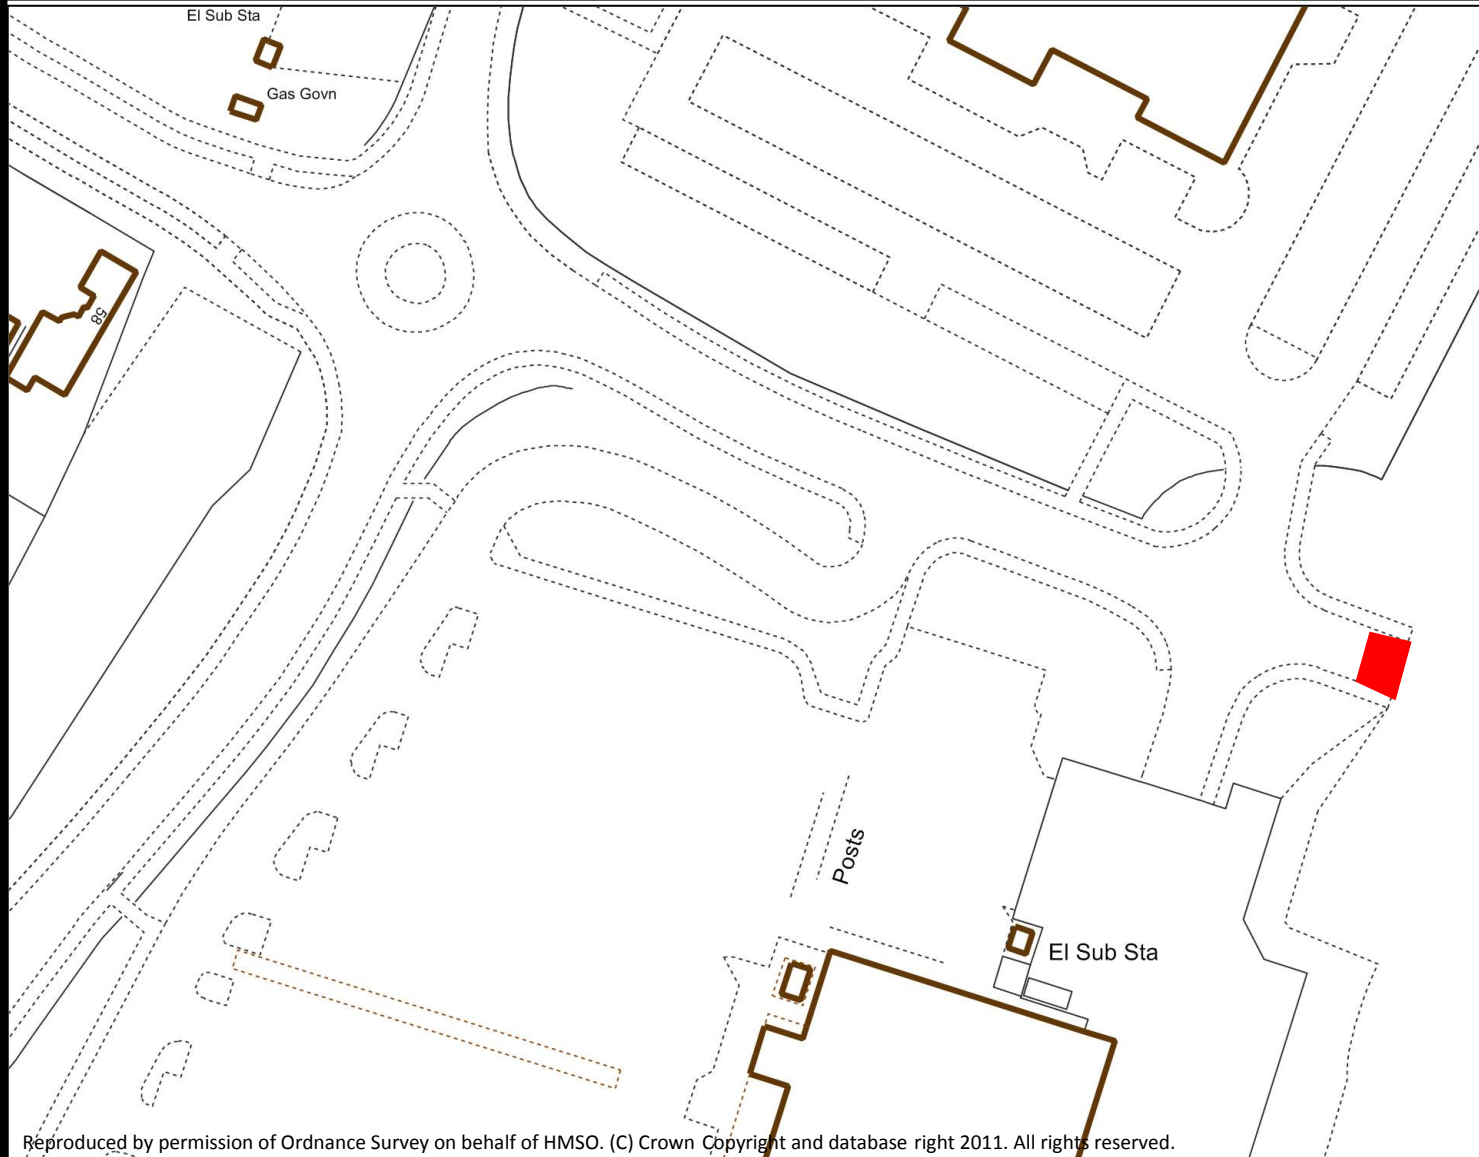 El Sub Sta
Gas Govn
58
Posts
El Sub Sta
Reproduced by permission of Ordnance Survey on behalf of HMSO. (C) Crown Copyright and database right 2011. All rights reserved.